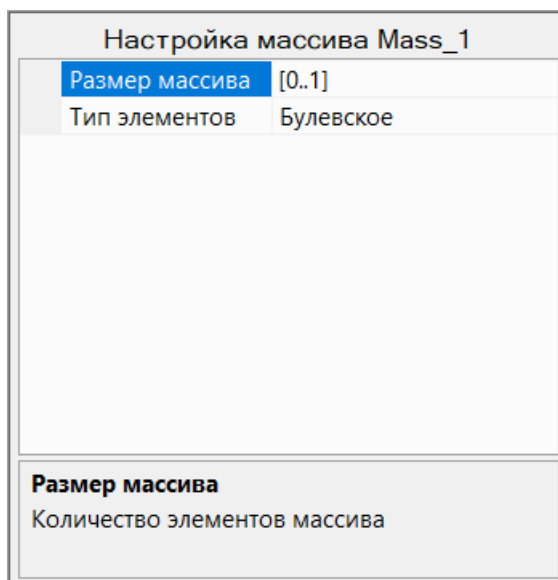 Настройка массива Mass_1
Размер массива [0..1]
Тип элементов Булевское
Размер массива
Количество элементов массива